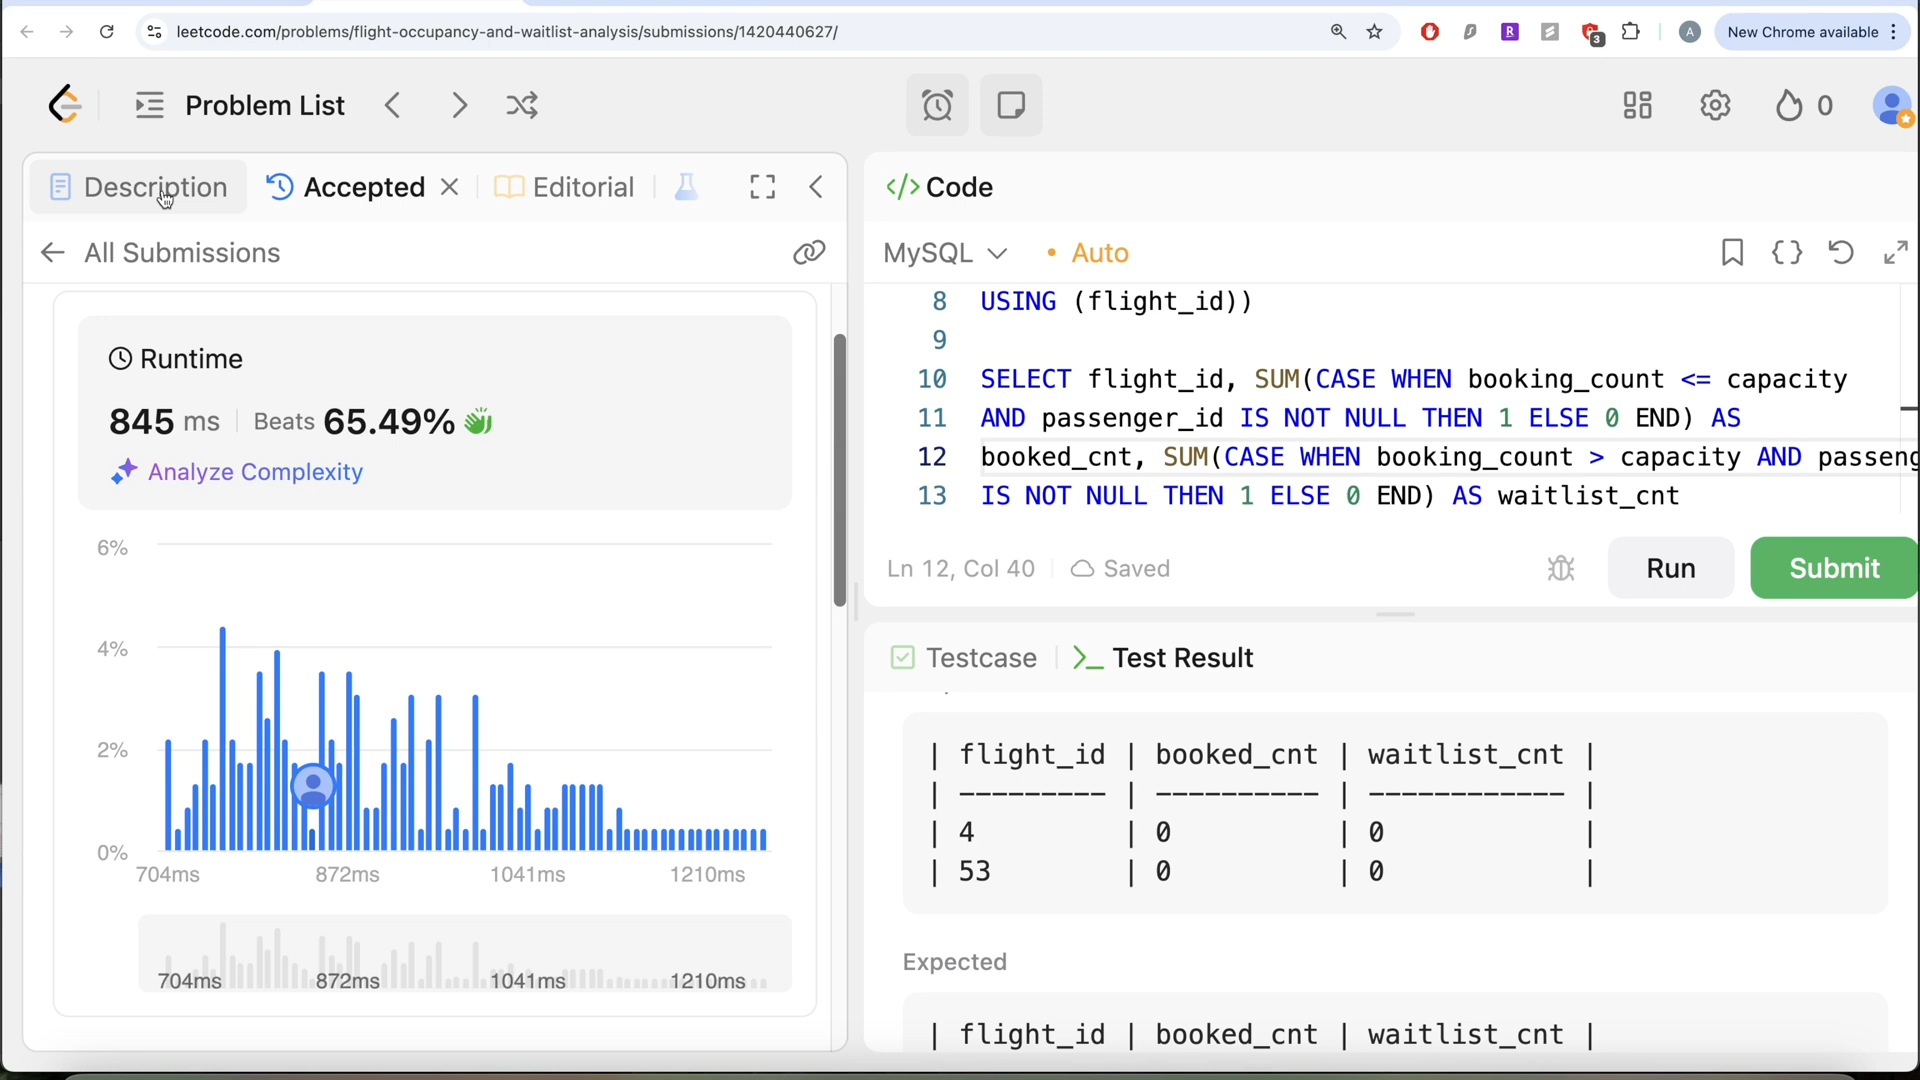 leetcode.com/problems/flight-occupancy-and-waitlist-analysis/submissions/1420440627/
R
3
A
New Chrome available
Problem List
0
Description
Accepted
Editorial
</> Code
All Submissions
MySQL
• Auto
Runtime
845 ms
Beats 65.49%
Analyze Complexity
6%
4%
2%
0%
704ms 872ms 1041ms 1210ms
704ms 872ms 1041ms 1210ms
8 USING (flight_id))
9
10 SELECT flight_id, SUM(CASE WHEN booking_count <= capacity
11 AND passenger_id IS NOT NULL THEN 1 ELSE 0 END) AS
12 booked_cnt, SUM(CASE WHEN booking_count > capacity AND passeng
13 IS NOT NULL THEN 1 ELSE 0 END) AS waitlist_cnt
Ln 12, Col 40
Saved
Run
Submit
Testcase
>_ Test Result
| flight_id | booked_cnt | waitlist_cnt |
| --------- | ---------- | ------------ |
| 4 | 0 | 0 |
| 53 | 0 | 0 |
Expected
| flight_id | booked_cnt | waitlist_cnt |